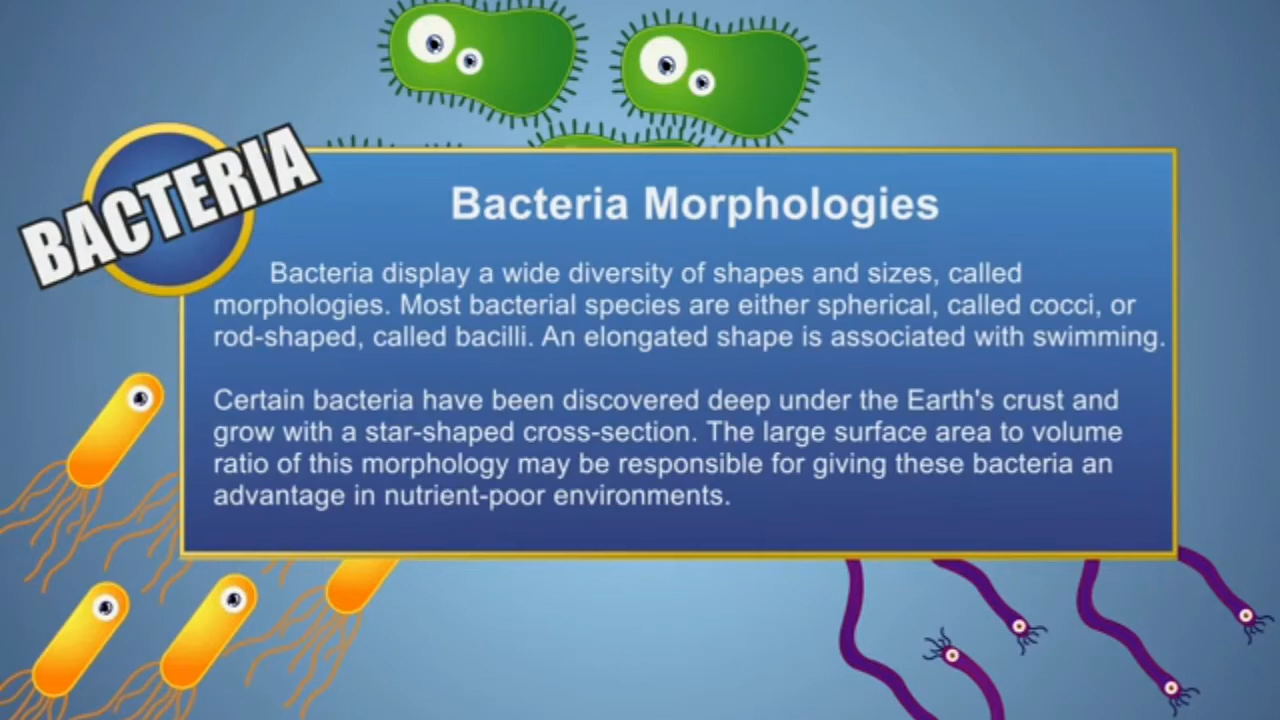 BACTERIA
Bacteria Morphologies
Bacteria display a wide diversity of shapes and sizes, called
morphologies. Most bacterial species are either spherical, called cocci, or
rod-shaped, called bacilli. An elongated shape is associated with swimming.
Certain bacteria have been discovered deep under the Earth's crust and
grow with a star-shaped cross-section. The large surface area to volume
ratio of this morphology may be responsible for giving these bacteria an
advantage in nutrient-poor environments.